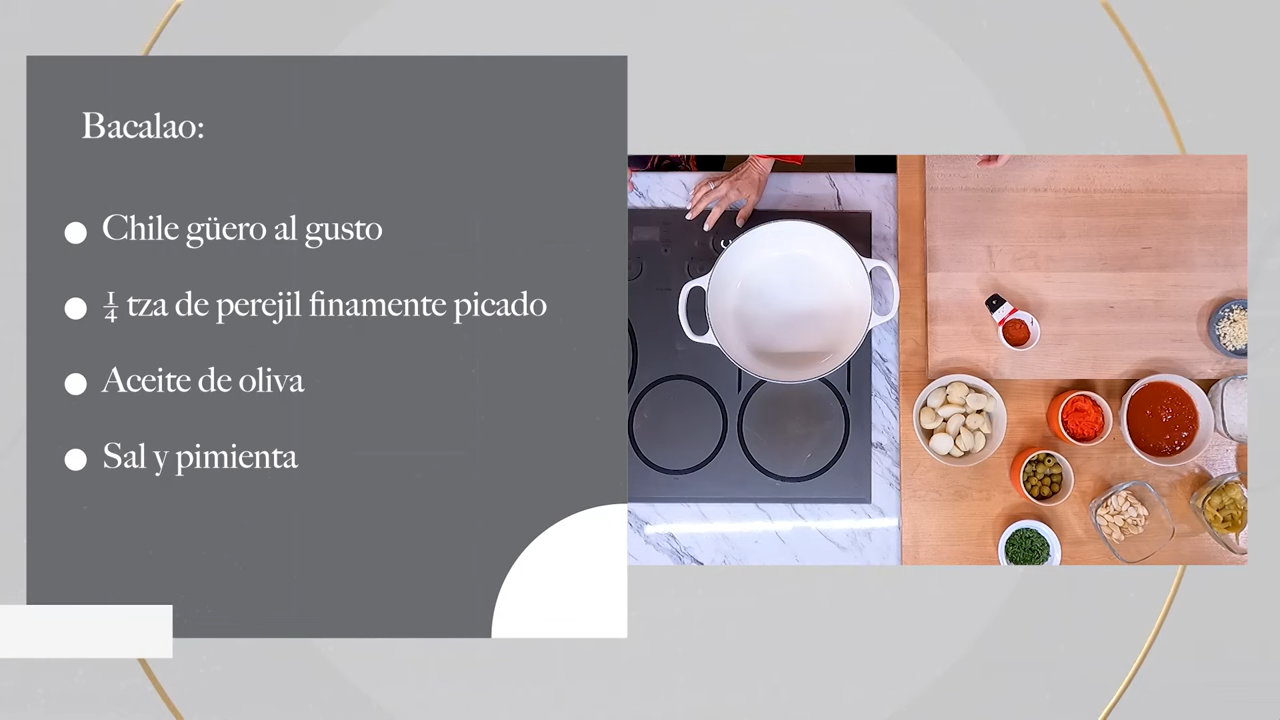 Bacalao:
Chile güero al gusto
¼ tza de perejil finamente picado
Aceite de oliva
Sal y pimienta